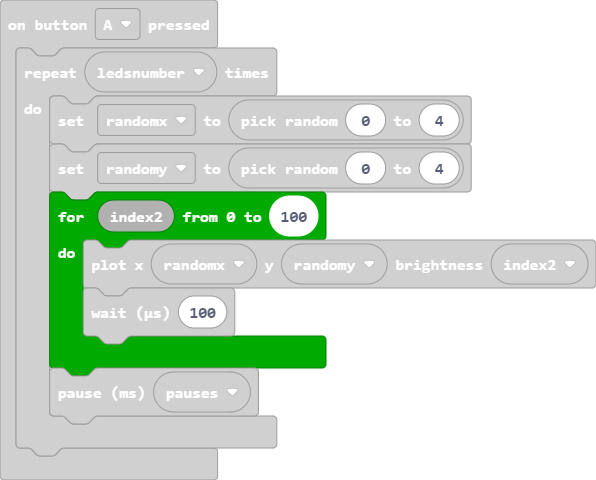 on button A pressed
repeat ledsnumber times
do
set randomx to pick random 0 to 4
set randomy to pick random 0 to 4
for index2 from 0 to 100
do
plot x randomx y randomy brightness index2
wait (µs) 100
pause (ms) pauses